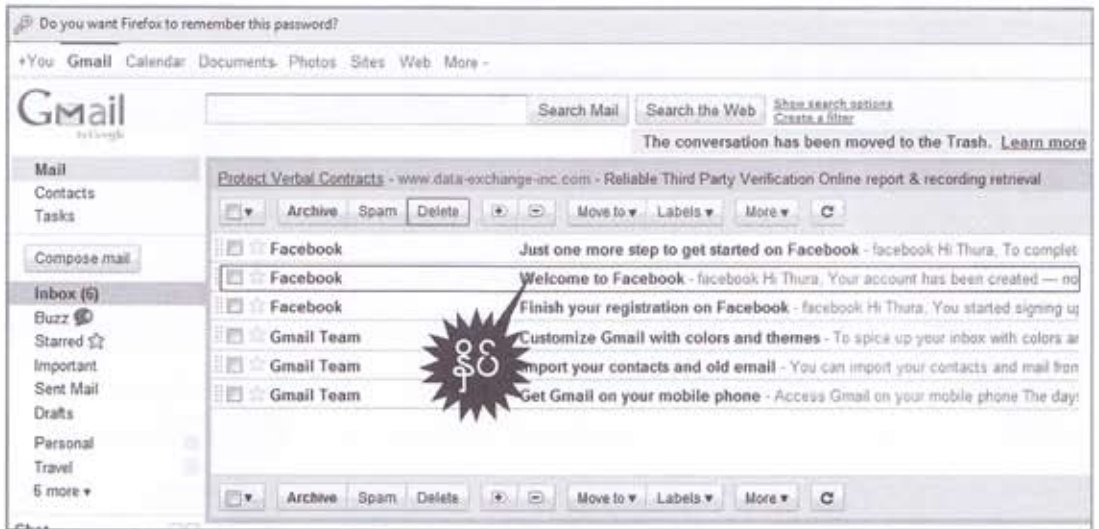 Do you want Firefox to remember this password?
+You Gmail Calendar Documents Photos Sites Web More
Gmail
by Google
Search Mail Search the Web Show search options
Create a filter
The conversation has been moved to the Trash. Learn more
Mail
Contacts
Tasks
Compose mail
Inbox (6)
Buzz
Starred
Important
Sent Mail
Drafts
Personal
Travel
6 more
Protect Verbal Contracts - www.data-exchange-inc.com - Reliable Third Party Verification Online report & recording retrieval
Archive Spam Delete Move to Labels More
Facebook Just one more step to get started on Facebook - facebook Hi Thura, To complet
Facebook Welcome to Facebook - facebook Hi Thura, Your account has been created — no
Facebook Finish your registration on Facebook - facebook Hi Thura, You started signing up
Gmail Team Customize Gmail with colors and themes - To spice up your inbox with colors an
Gmail Team Import your contacts and old email - You can import your contacts and mail from
Gmail Team Get Gmail on your mobile phone - Access Gmail on your mobile phone The days
နှိပ်
Archive Spam Delete Move to Labels More